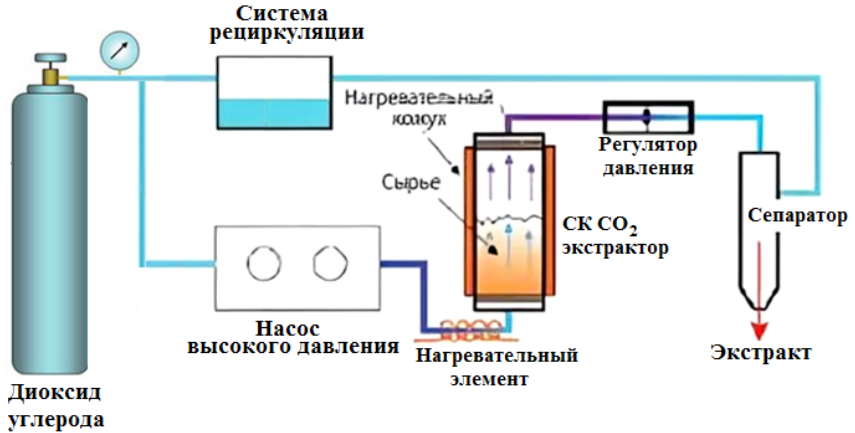 Система
рециркуляции
Нагревательный
кожух
Регулятор
давления
Сырье
СК CO2
экстрактор
Сепаратор
Насос
высокого давления
Нагревательный
элемент
Экстракт
Диоксид
углерода